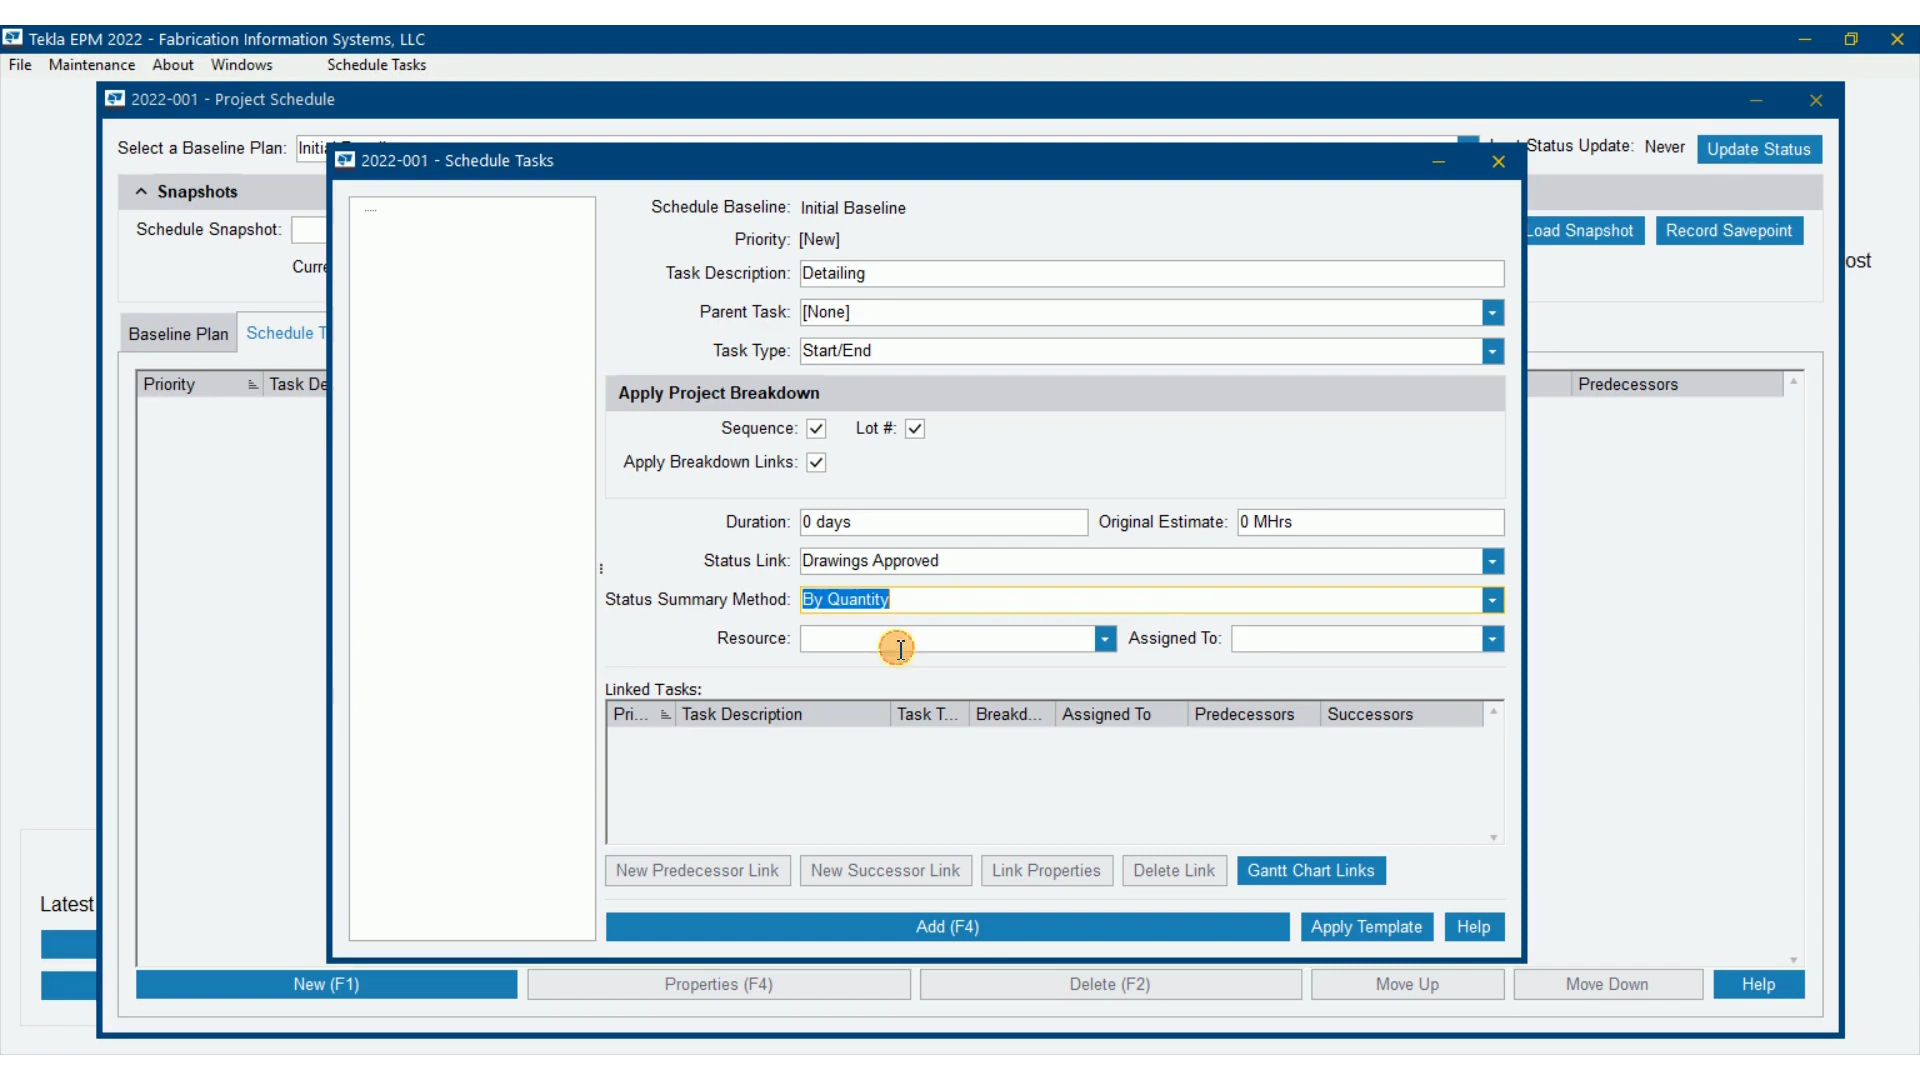 Tekla EPM 2022 - Fabrication Information Systems, LLC
File Maintenance About Windows Schedule Tasks
2022-001 - Project Schedule
Select a Baseline Plan: Initi
Status Update: Never Update Status
2022-001 - Schedule Tasks
Snapshots
Schedule Snapshot:
Load Snapshot Record Savepoint
Curre
ost
Baseline Plan Schedule T
Priority Task De
Predecessors
Schedule Baseline: Initial Baseline
Priority: [New]
Task Description: Detailing
Parent Task: [None]
Task Type: Start/End
Apply Project Breakdown
Sequence: Lot #:
Apply Breakdown Links:
Duration: 0 days Original Estimate: 0 MHrs
Status Link: Drawings Approved
Status Summary Method: By Quantity
Resource: Assigned To:
Linked Tasks:
Pri... Task Description Task T... Breakd... Assigned To Predecessors Successors
New Predecessor Link New Successor Link Link Properties Delete Link Gantt Chart Links
Add (F4) Apply Template Help
Latest
New (F1) Properties (F4) Delete (F2) Move Up Move Down Help